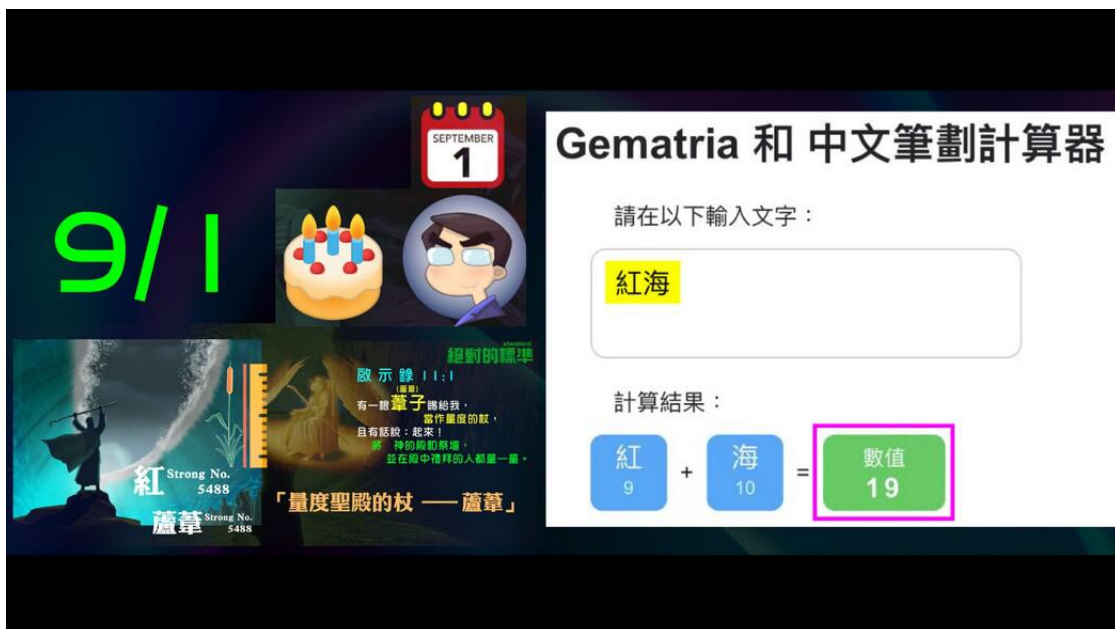 9/1
SEPTEMBER
1
紅 Strong No.
5488
蘆葦 Strong No.
5488
standard
絕對的標準
啟示錄 11:1
(蘆葦)
有一根葦子賜給我，
當作量度的杖，
且有話說：起來！
將 神的殿和祭壇，
並在殿中禮拜的人都量一量。
「量度聖殿的杖 —— 蘆葦」
Gematria 和 中文筆劃計算器
請在以下輸入文字：
紅海
計算結果：
紅 + 海 = 數值
9 10 19